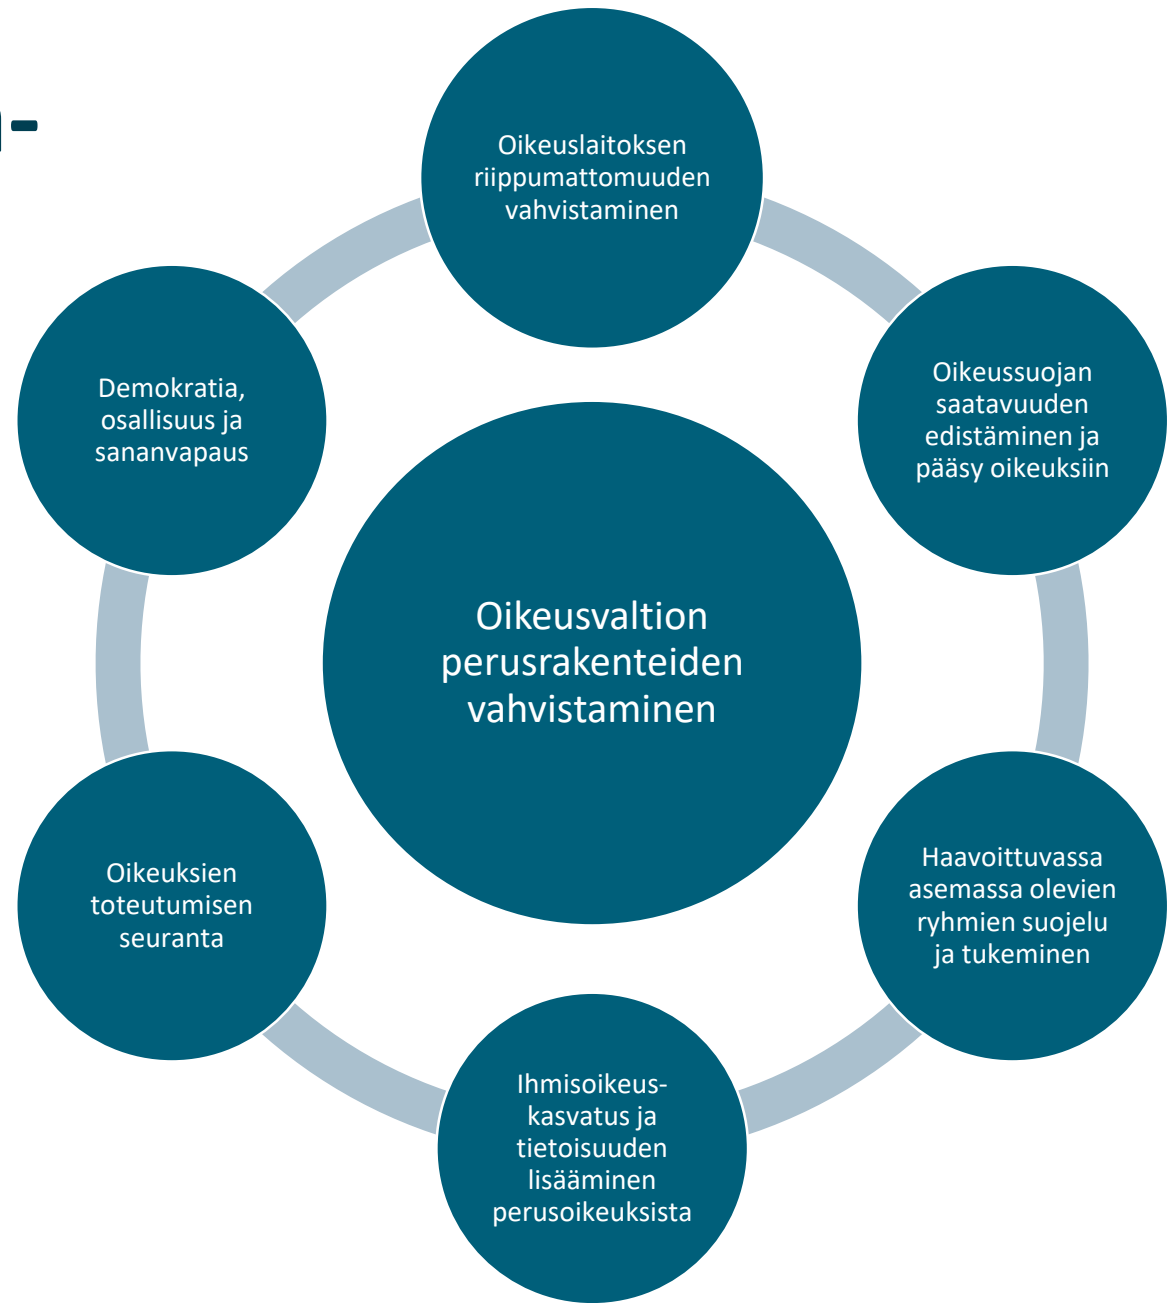 Oikeuslaitoksen
riippumattomuuden
vahvistaminen
Oikeussuojan
saatavuuden
edistäminen ja
pääsy oikeuksiin
Haavoittuvassa
asemassa olevien
ryhmien suojelu
ja tukeminen
Ihmisoikeus-
kasvatus ja
tietoisuuden
lisääminen
perusoikeuksista
Oikeuksien
toteutumisen
seuranta
Demokratia,
osallisuus ja
sananvapaus
Oikeusvaltion
perusrakenteiden
vahvistaminen